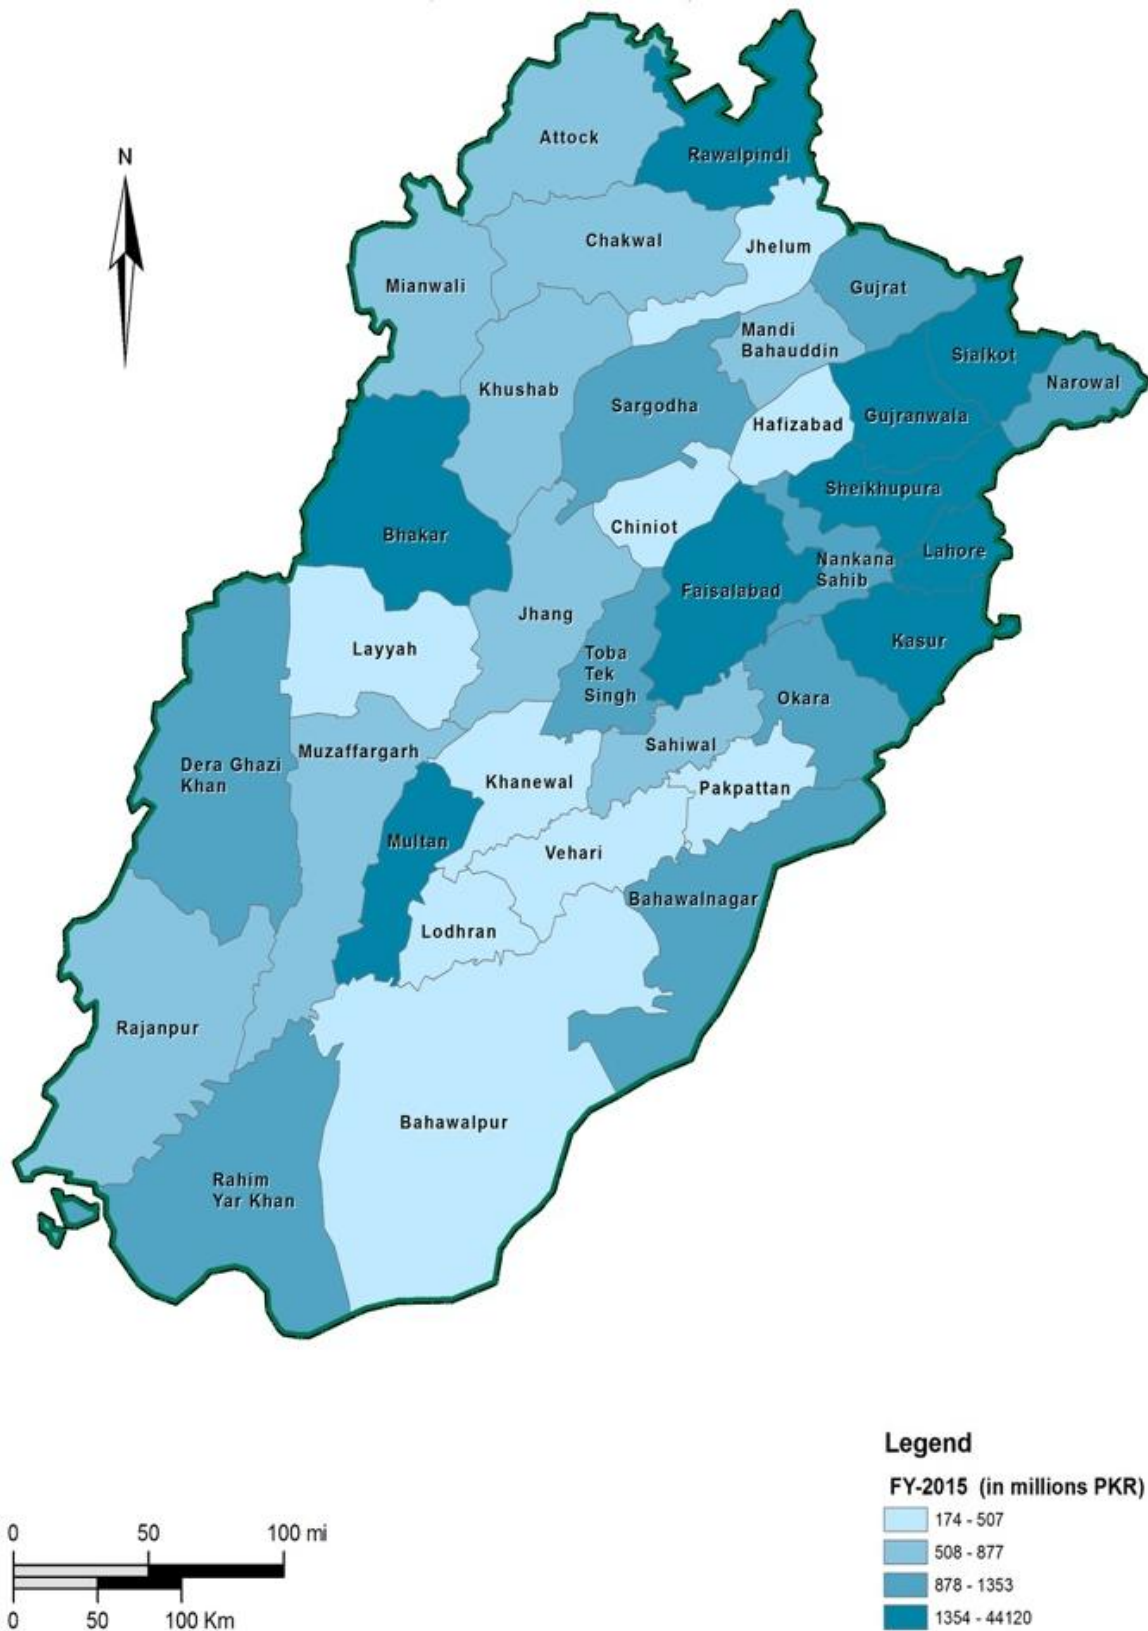 N
Attock
Rawalpindi
Chakwal
Jhelum
Mianwali
Gujrat
Mandi
Bahauddin
Sialkot
Narowal
Khushab
Sargodha
Hafizabad
Gujranwala
Sheikhupura
Bhakar
Chiniot
Lahore
Nankana
Sahib
Faisalabad
Jhang
Kasur
Layyah
Toba
Tek
Singh
Okara
Sahiwal
Muzaffargarh
Dera Ghazi
Khan
Khanewal
Pakpattan
Multan
Vehari
Bahawalnagar
Lodhran
Rajanpur
Bahawalpur
Rahim
Yar Khan
Legend
FY-2015 (in millions PKR)
174 - 507
508 - 877
878 - 1353
1354 - 44120
0 50 100 mi
0 50 100 Km